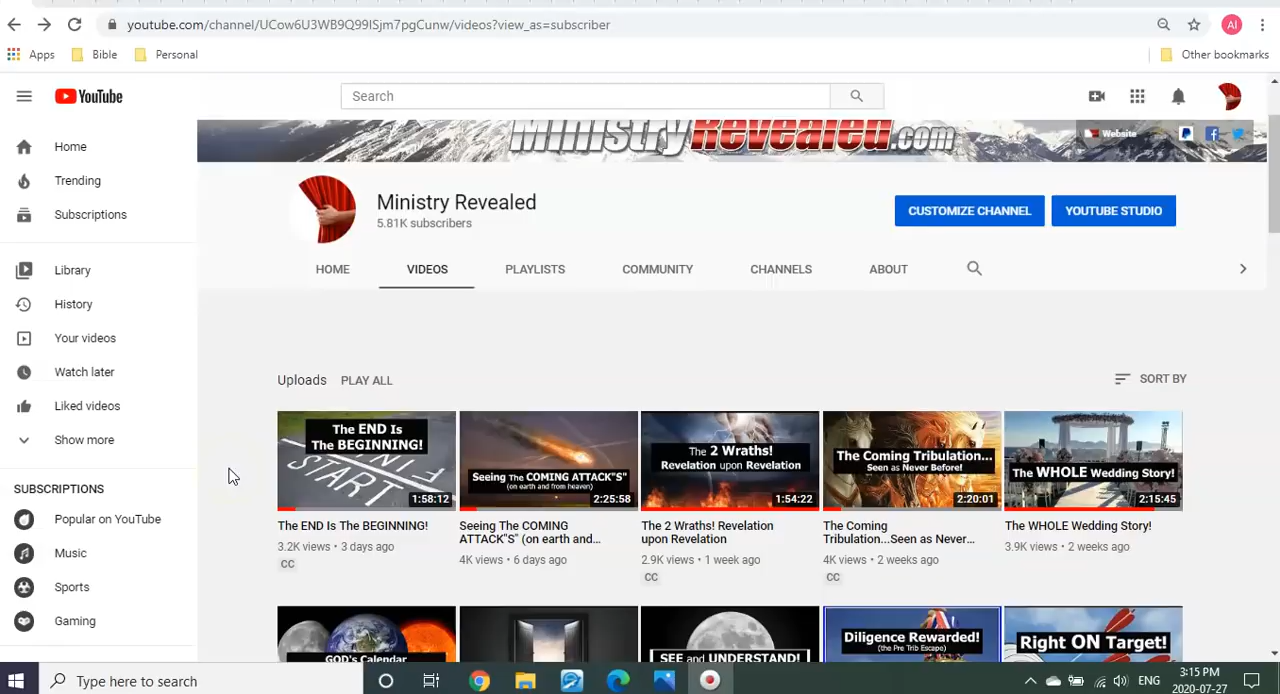 youtube.com/channel/UCow6U3WB9Q99ISjm7pgCunw/videos?view_as=subscriber
AI
Apps
Bible
Personal
Other bookmarks
YouTube
Search
MinistryRevealed.com
Website
Home
Trending
Subscriptions
Library
History
Your videos
Watch later
Liked videos
Show more
SUBSCRIPTIONS
Popular on YouTube
Music
Sports
Gaming
Ministry Revealed
5.81K subscribers
CUSTOMIZE CHANNEL
YOUTUBE STUDIO
HOME
VIDEOS
PLAYLISTS
COMMUNITY
CHANNELS
ABOUT
Uploads
PLAY ALL
SORT BY
The END Is
The BEGINNING!
START
1:58:12
The END Is The BEGINNING!
3.2K views • 3 days ago
CC
Seeing The COMING ATTACK"S"
(on earth and from heaven)
2:25:58
Seeing The COMING
ATTACK"S" (on earth and...
4K views • 6 days ago
The 2 Wraths!
Revelation upon Revelation
1:54:22
The 2 Wraths! Revelation
upon Revelation
2.9K views • 1 week ago
CC
The Coming Tribulation...
Seen as Never Before!
2:20:01
The Coming
Tribulation...Seen as Never...
4K views • 2 weeks ago
CC
The WHOLE Wedding Story!
2:15:45
The WHOLE Wedding Story!
3.9K views • 2 weeks ago
GOD's Calendar
SEE and UNDERSTAND!
Diligence Rewarded!
(the Pre Trib Escape)
Right ON Target!
Type here to search
ENG
3:15 PM
2020-07-27